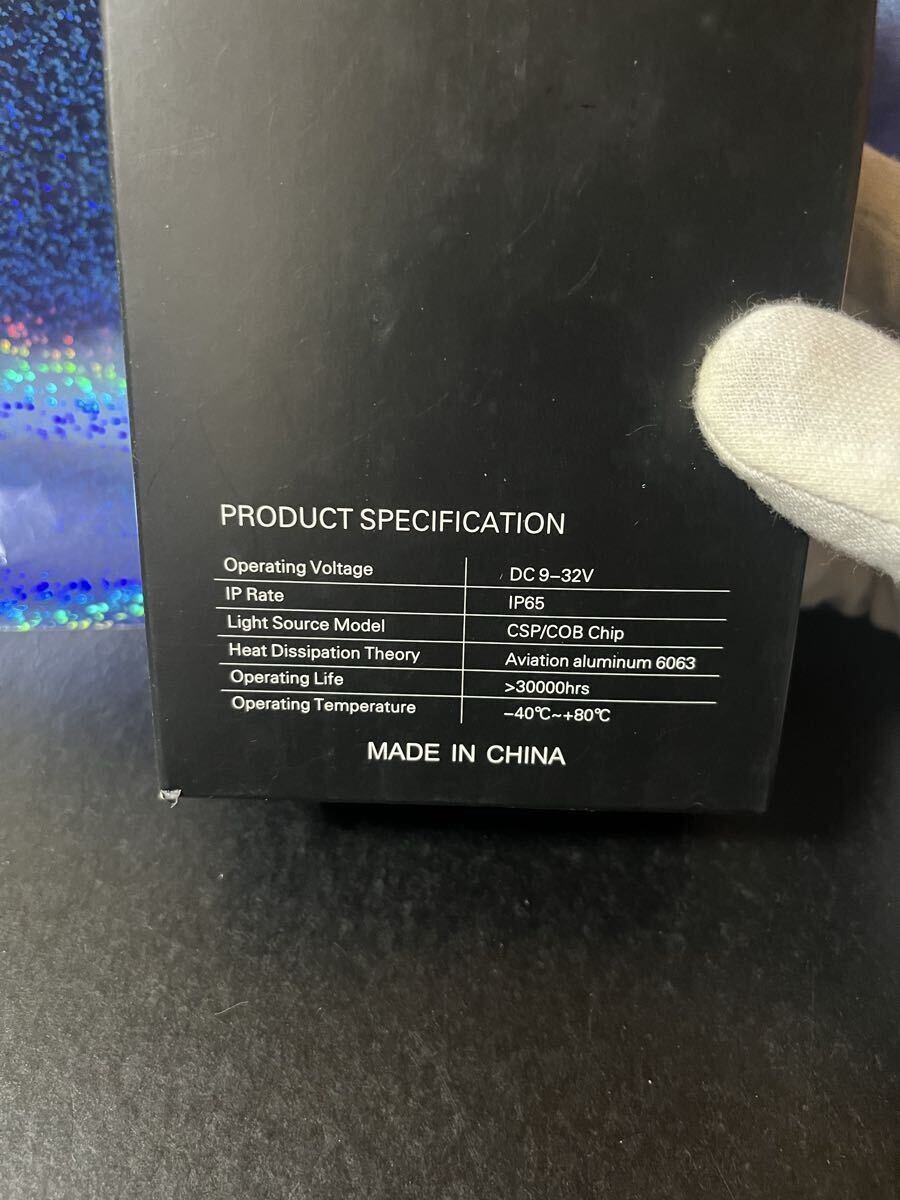 PRODUCT SPECIFICATION
Operating Voltage DC 9–32V
IP Rate IP65
Light Source Model CSP/COB Chip
Heat Dissipation Theory Aviation aluminum 6063
Operating Life >30000hrs
Operating Temperature –40℃~+80℃
MADE IN CHINA